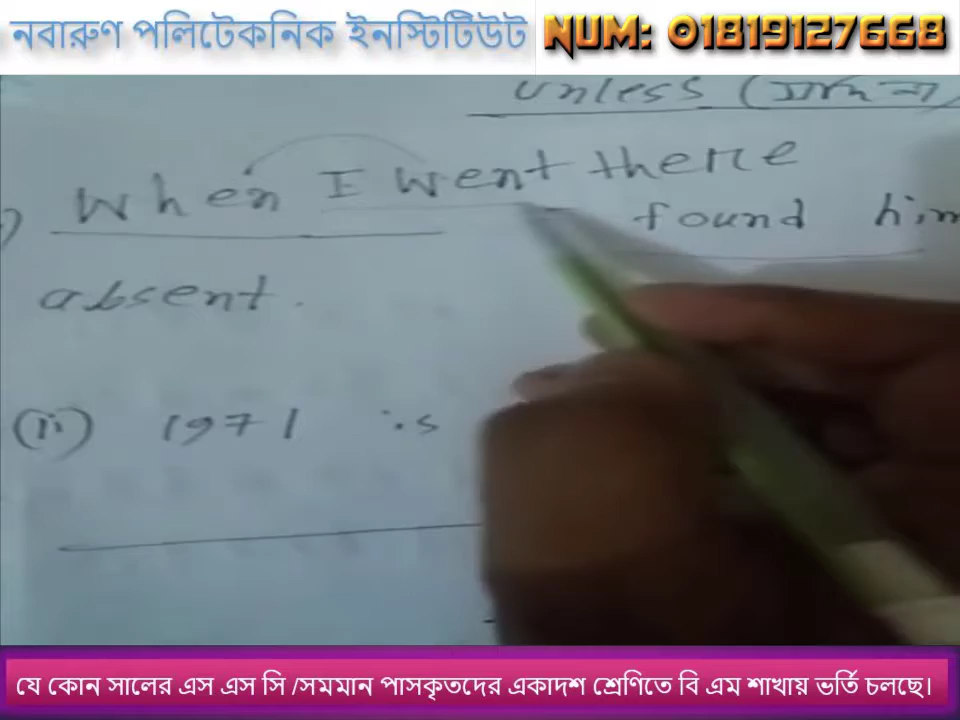 নবারুণ পলিটেকনিক ইনস্টিটিউট NUM: 01819127668
unless (যদি না)
When I went there
found him
absent.
(ii) 1971 is
যে কোন সালের এস এস সি /সমমান পাসকৃতদের একাদশ শ্রেণিতে বি এম শাখায় ভর্তি চলছে।